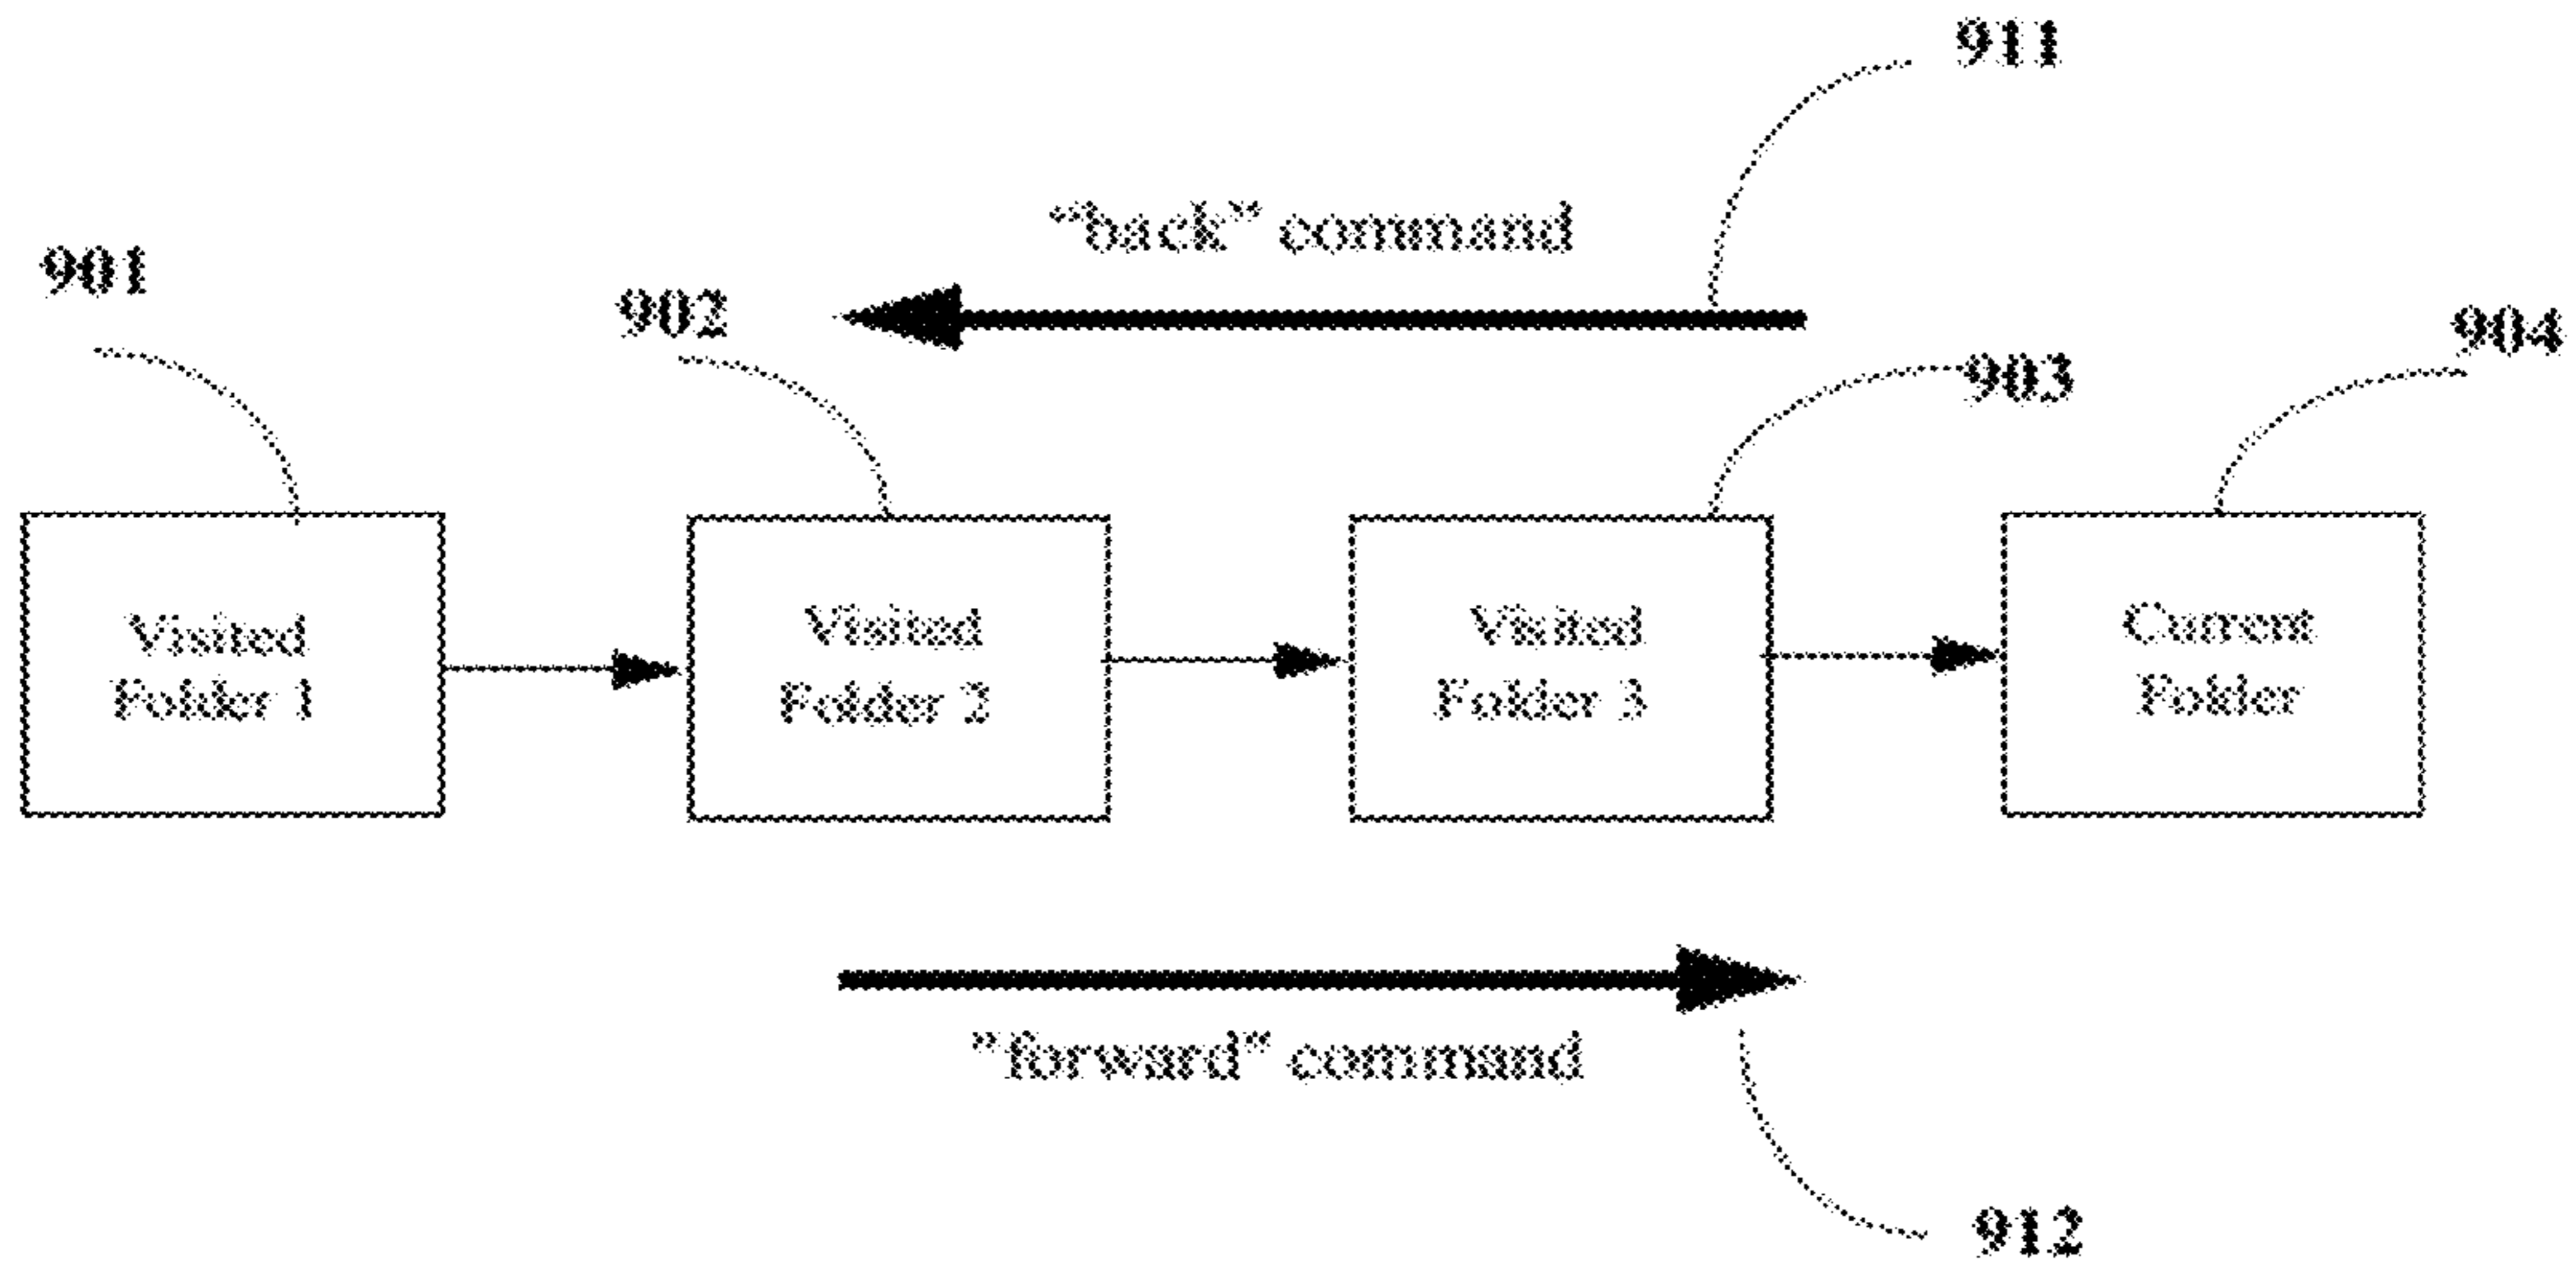 911
"back" command
901
902
904
903
Visited
Folder 1
Visited
Folder 2
Visited
Folder 3
Current
Folder
"forward" command
912